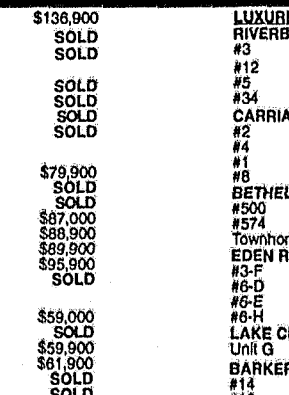 $136,900
SOLD
SOLD
SOLD
SOLD
SOLD
SOLD
$79,900
SOLD
SOLD
$87,000
$88,900
$89,900
$95,900
SOLD
$59,000
SOLD
$59,900
$61,900
SOLD
SOLD
LUXURI
RIVERB
#3
#12
#5
#34
CARRIA
#2
#4
#1
#8
BETHEL
#500
#574
Townhor
EDEN R
#3-F
#6-D
#6-E
#6-H
LAKE C
Unit G
BARKER
#14